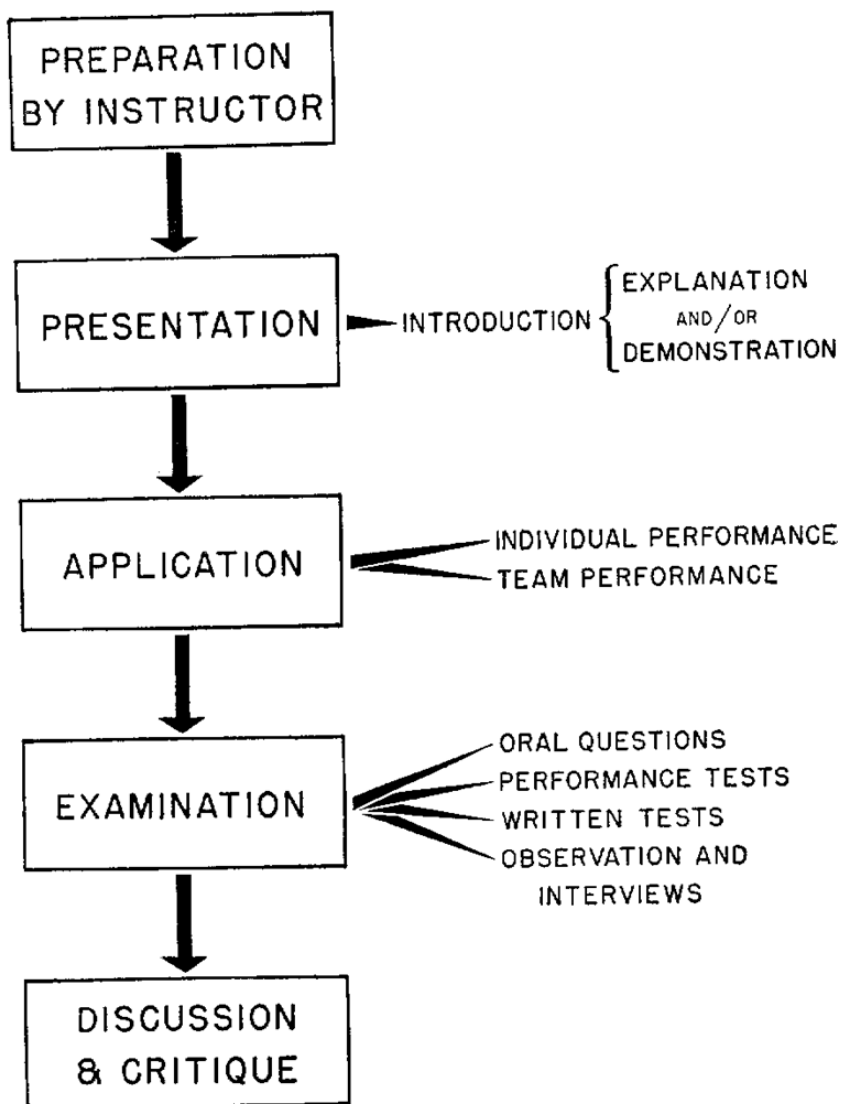 PREPARATION
BY INSTRUCTOR
PRESENTATION
INTRODUCTION
EXPLANATION
AND/OR
DEMONSTRATION
APPLICATION
INDIVIDUAL PERFORMANCE
TEAM PERFORMANCE
EXAMINATION
ORAL QUESTIONS
PERFORMANCE TESTS
WRITTEN TESTS
OBSERVATION AND
INTERVIEWS
DISCUSSION
& CRITIQUE